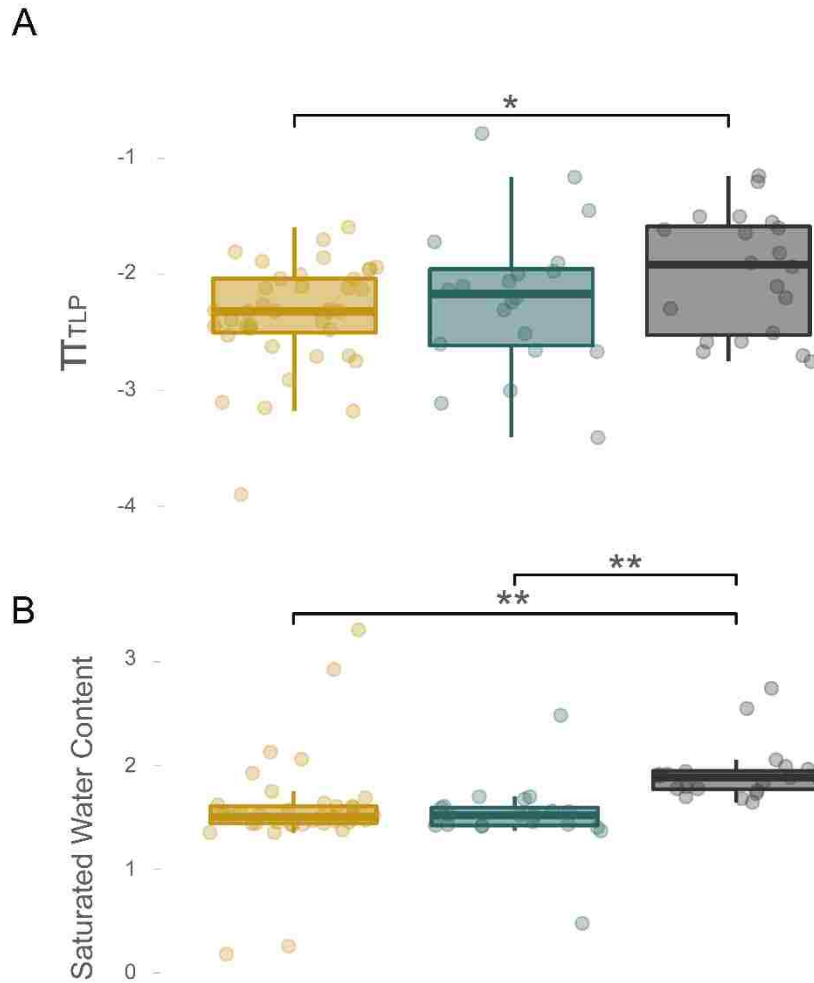 A
*
-1
-2
-3
-4
πTLP
**
**
B
3
2
1
0
Saturated Water Content